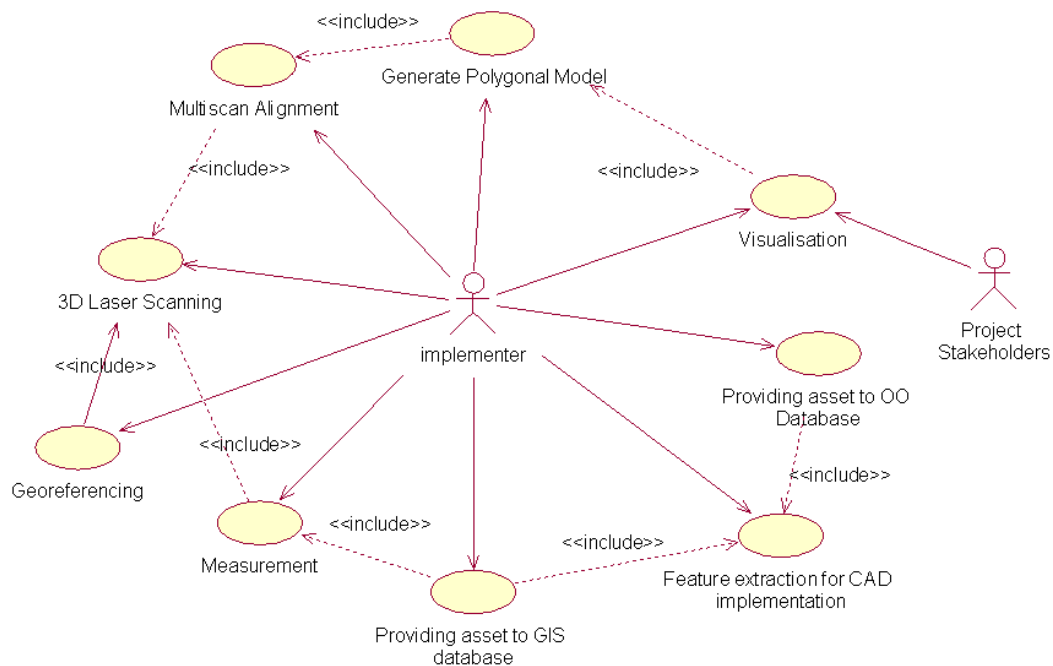 <<include>>
Generate Polygonal Model
Multiscan Alignment
<<include>>
<<include>>
Visualisation
3D Laser Scanning
Project
Stakeholders
implementer
<<include>>
Providing asset to OO
Database
<<include>>
Georeferencing
<<include>>
<<include>>
<<include>>
Measurement
Feature extraction for CAD
implementation
Providing asset to GIS
database